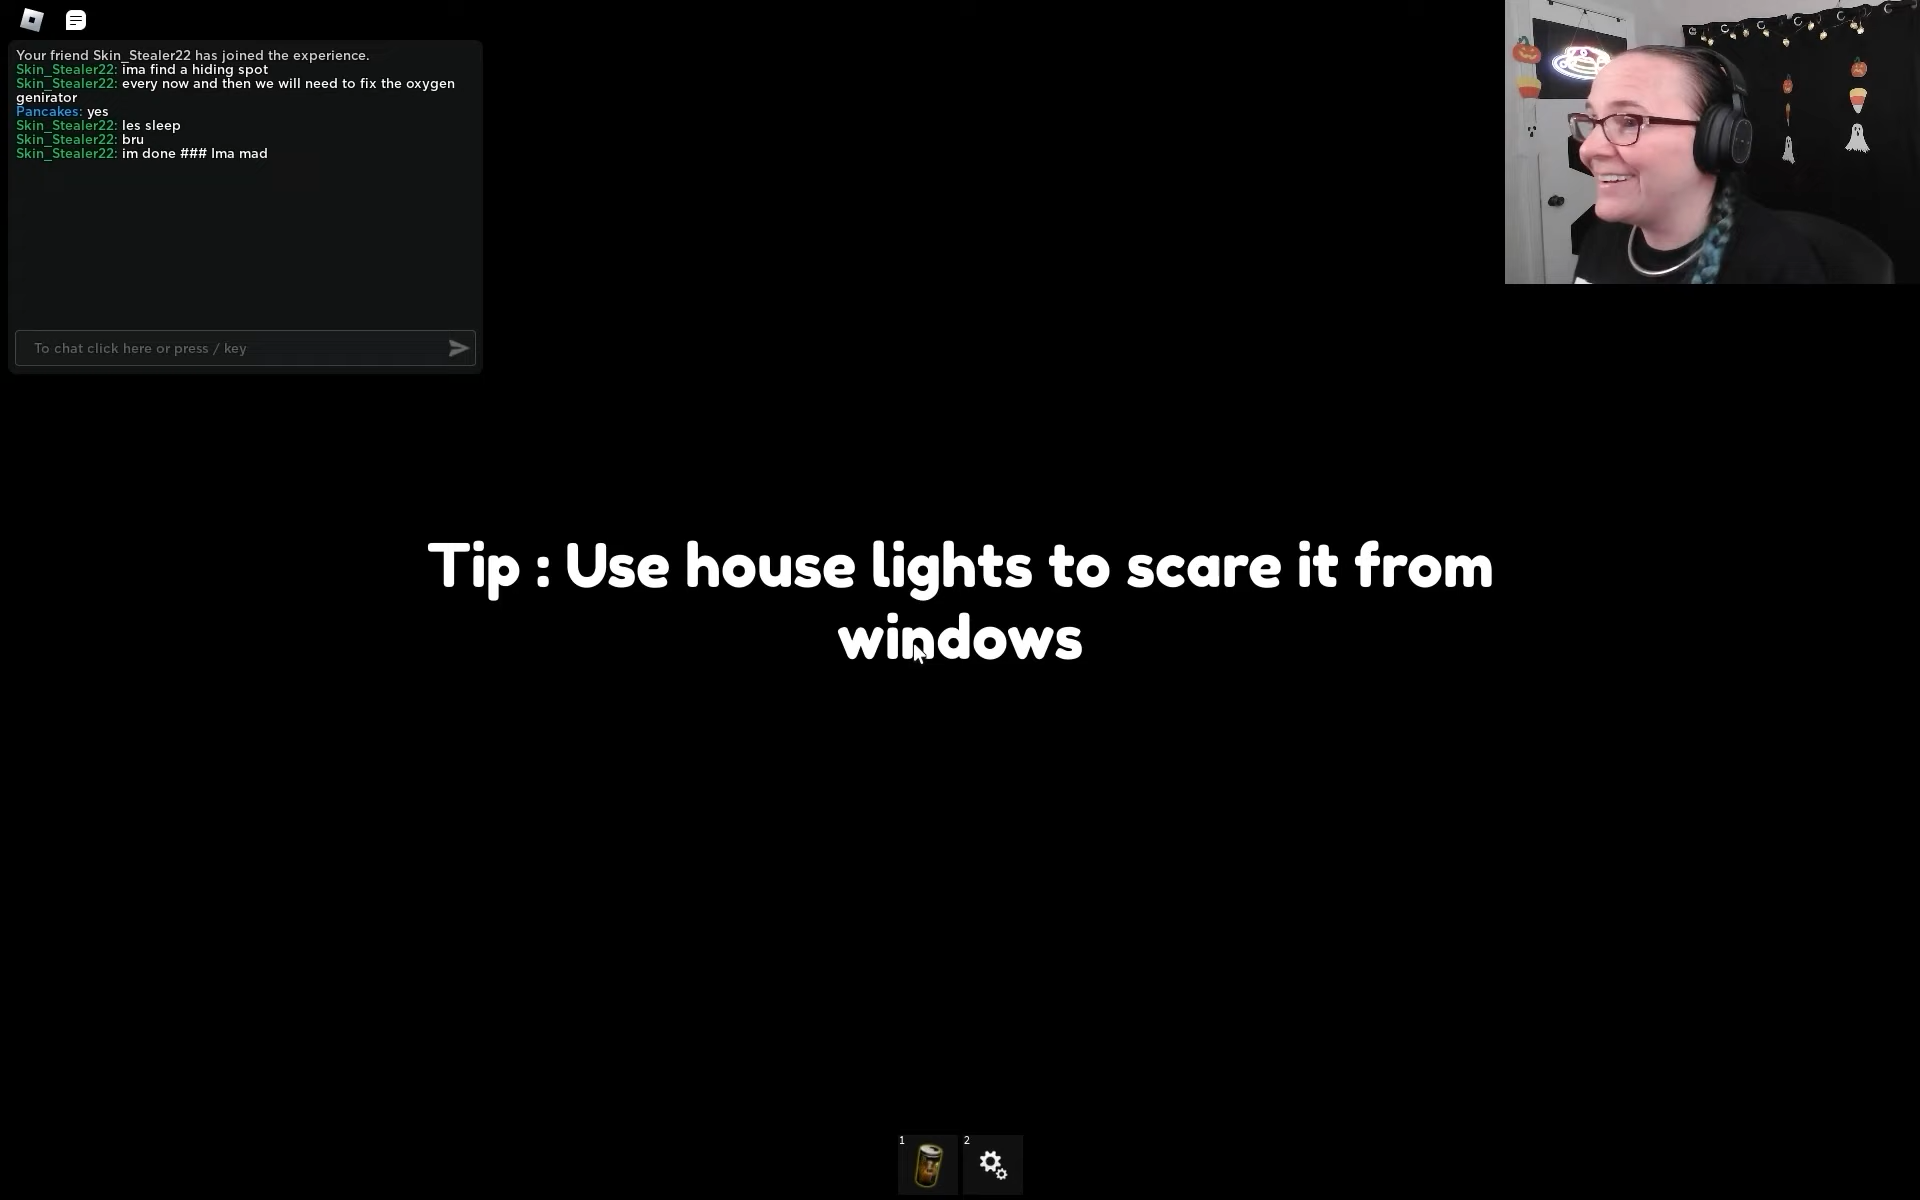 Your friend Skin_Stealer22 has joined the experience.
Skin_Stealer22: ima find a hiding spot
Skin_Stealer22: every now and then we will need to fix the oxygen
genirator
Pancakes: yes
Skin_Stealer22: les sleep
Skin_Stealer22: bru
Skin_Stealer22: im done ### Ima mad
To chat click here or press / key
Tip : Use house lights to scare it from
windows
1
2